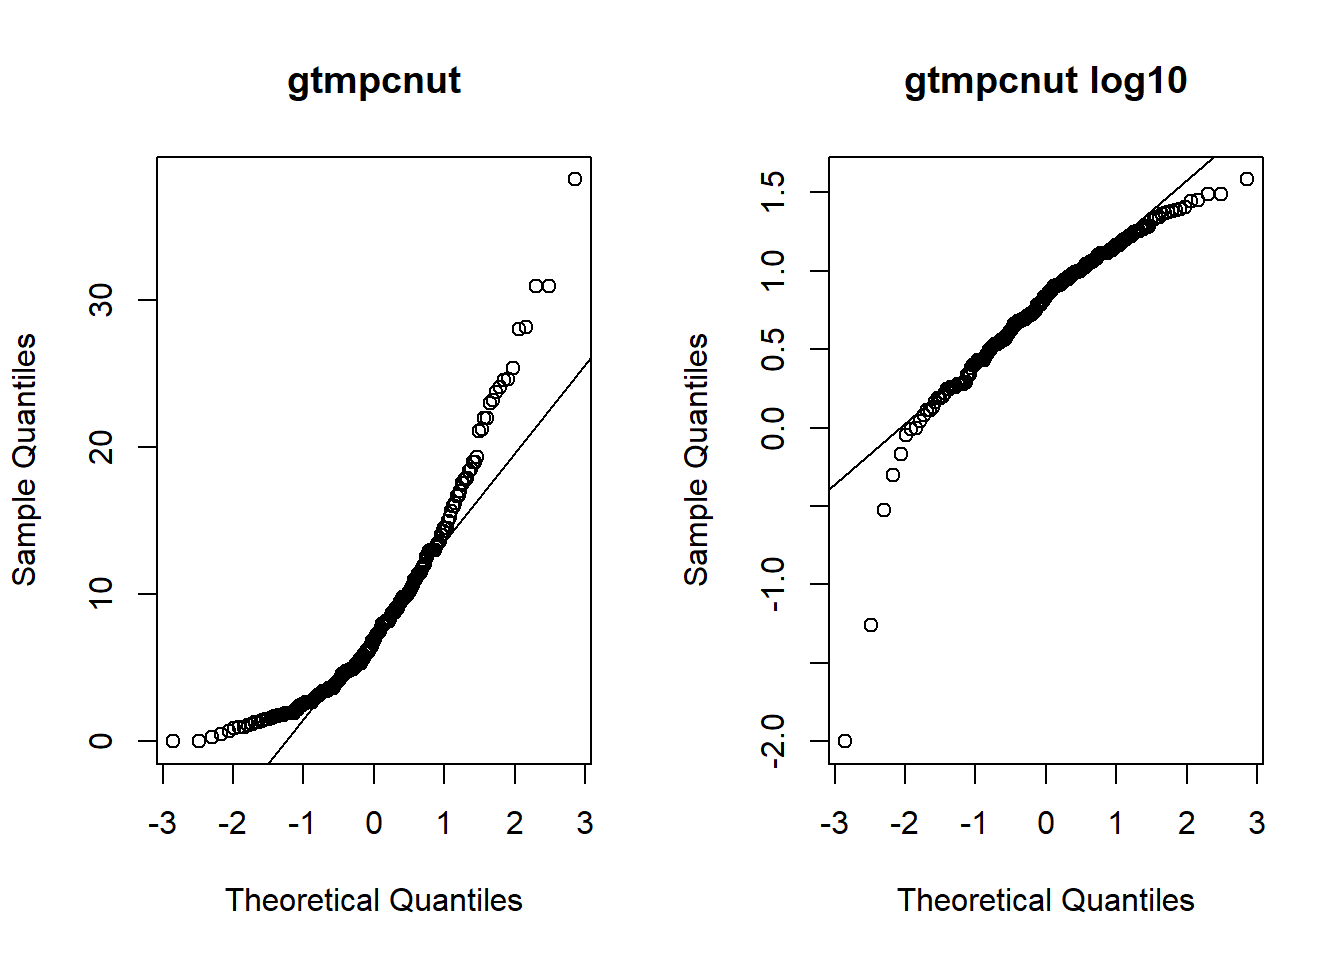 gtmpcnut
Sample Quantiles
30
20
10
0
-3 -2 -1 0 1 2 3
Theoretical Quantiles
gtmpcnut log10
Sample Quantiles
1.5
1.0
0.5
0.0
-1.0
-2.0
-3 -2 -1 0 1 2 3
Theoretical Quantiles